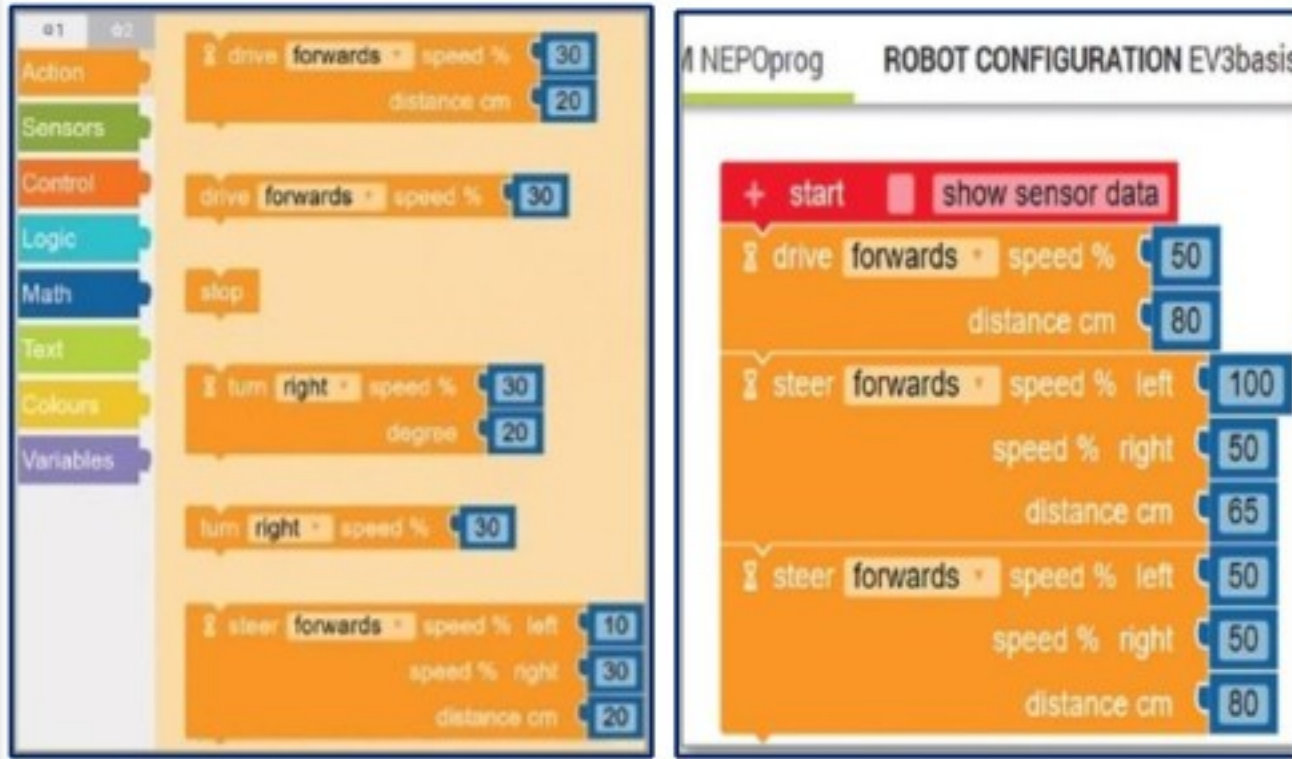 1 2
Action
Sensors
Control
Logic
Math
Text
Colours
Variables
drive forwards speed % 30
distance cm 20
drive forwards speed % 30
stop
turn right speed % 30
degree 20
turn right speed % 30
steer forwards speed % left 10
speed % right 30
distance cm 20
M NEPOprog ROBOT CONFIGURATION EV3basis
+ start show sensor data
drive forwards speed % 50
distance cm 80
steer forwards speed % left 100
speed % right 50
distance cm 65
steer forwards speed % left 50
speed % right 50
distance cm 80